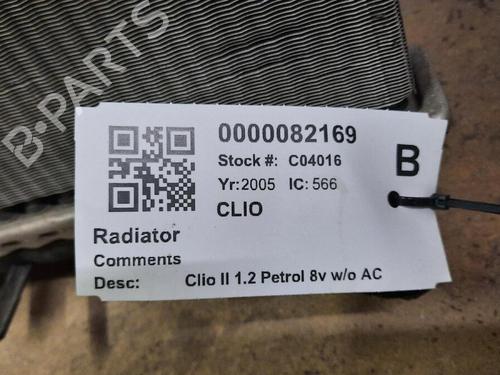 B-PARTS
0000082169
Stock #: C04016
B
Yr:2005 IC: 566
CLIO
Radiator
Comments
Desc: Clio II 1.2 Petrol 8v w/o AC